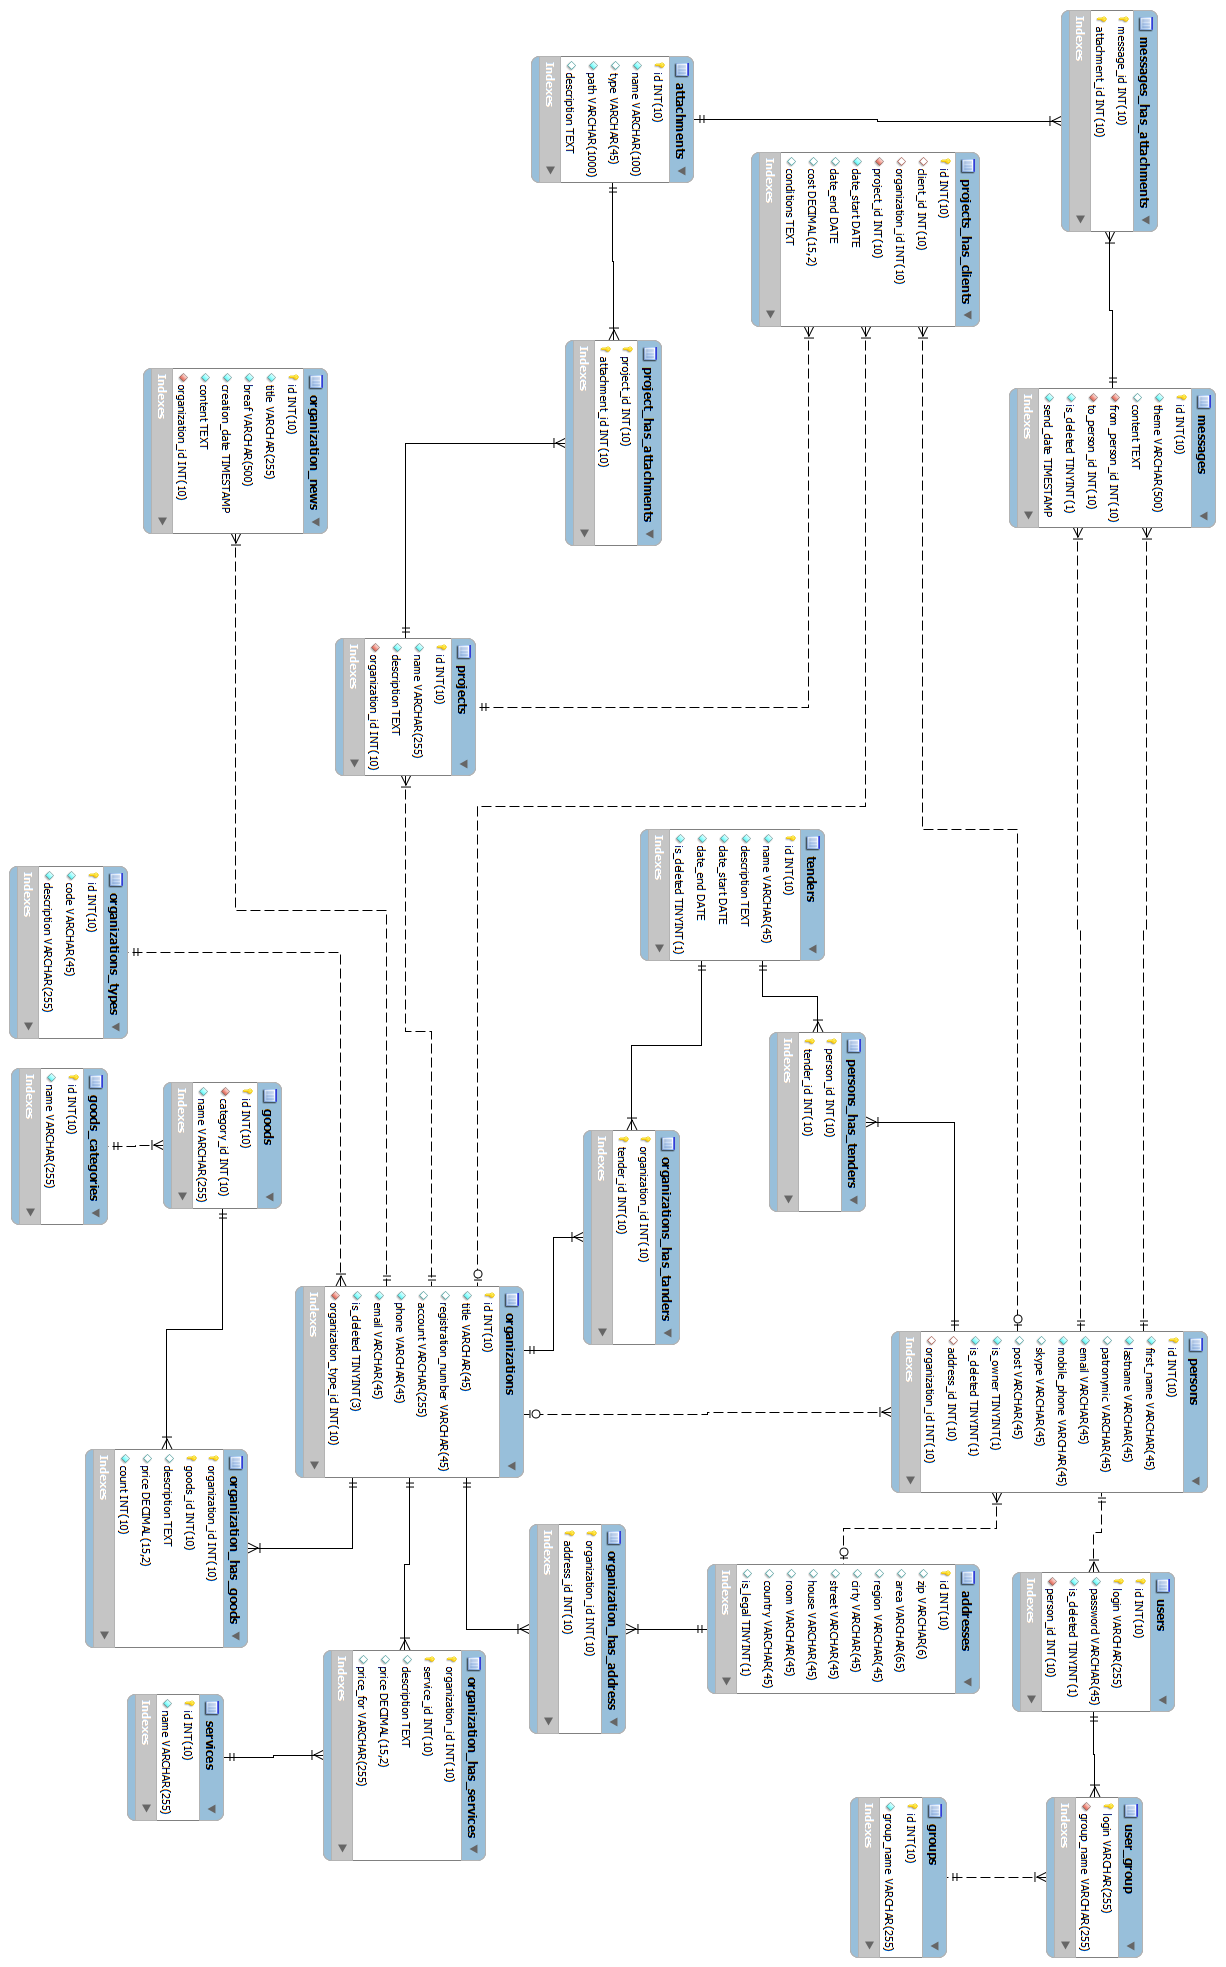 messages_has_attachments
message_id INT(10)
attachment_id INT(10)
Indexes
attachments
id INT(10)
name VARCHAR(100)
type VARCHAR(45)
path VARCHAR(1000)
description TEXT
Indexes
projects_has_clients
id INT(10)
client_id INT(10)
organization_id INT(10)
project_id INT(10)
date_start DATE
date_end DATE
cost DECIMAL(15,2)
conditions TEXT
Indexes
messages
id INT(10)
theme VARCHAR(500)
content TEXT
from_person_id INT(10)
to_person_id INT(10)
is_deleted TINYINT(1)
send_date TIMESTAMP
Indexes
project_has_attachments
project_id INT(10)
attachment_id INT(10)
Indexes
organization_news
id INT(10)
title VARCHAR(255)
breaf VARCHAR(500)
creation_date TIMESTAMP
content TEXT
organization_id INT(10)
Indexes
projects
id INT(10)
name VARCHAR(255)
description TEXT
organization_id INT(10)
Indexes
tenders
id INT(10)
name VARCHAR(45)
description TEXT
date_start DATE
date_end DATE
is_deleted TINYINT(1)
Indexes
organizations_types
id INT(10)
code VARCHAR(45)
description VARCHAR(255)
Indexes
persons_has_tenders
person_id INT(10)
tender_id INT(10)
Indexes
goods_categories
id INT(10)
name VARCHAR(255)
Indexes
goods
id INT(10)
category_id INT(10)
name VARCHAR(255)
Indexes
organizations_has_tanders
organization_id INT(10)
tender_id INT(10)
Indexes
organizations
id INT(10)
title VARCHAR(45)
registration_number VARCHAR(45)
account VARCHAR(255)
phone VARCHAR(45)
email VARCHAR(45)
is_deleted TINYINT(3)
organization_type_id INT(10)
Indexes
persons
id INT(10)
first_name VARCHAR(45)
lastname VARCHAR(45)
patronymic VARCHAR(45)
email VARCHAR(45)
mobile_phone VARCHAR(45)
skype VARCHAR(45)
post VARCHAR(45)
is_owner TINYINT(1)
is_deleted TINYINT(1)
address_id INT(10)
organization_id INT(10)
Indexes
organization_has_goods
organization_id INT(10)
goods_id INT(10)
description TEXT
price DECIMAL(15,2)
count INT(10)
Indexes
organization_has_address
organization_id INT(10)
address_id INT(10)
Indexes
addresses
id INT(10)
zip VARCHAR(6)
area VARCHAR(65)
region VARCHAR(45)
cirty VARCHAR(45)
street VARCHAR(45)
house VARCHAR(45)
room VARCHAR(45)
country VARCHAR(45)
is_legal TINYINT(1)
Indexes
users
id INT(10)
login VARCHAR(255)
password VARCHAR(45)
is_deleted TINYINT(1)
person_id INT(10)
Indexes
organization_has_services
organization_id INT(10)
service_id INT(10)
description TEXT
price DECIMAL(15,2)
price_for VARCHAR(255)
Indexes
services
id INT(10)
name VARCHAR(255)
Indexes
groups
id INT(10)
group_name VARCHAR(255)
Indexes
user_group
login VARCHAR(255)
group_name VARCHAR(255)
Indexes